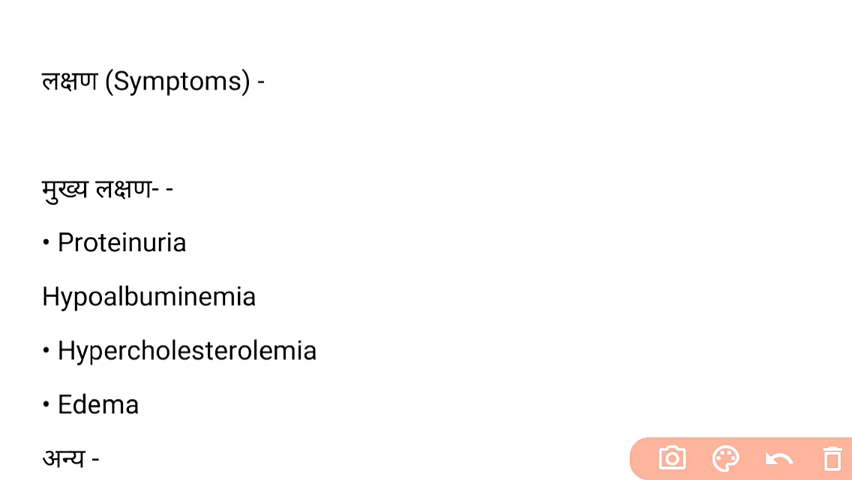 लक्षण (Symptoms) -
मुख्य लक्षण- -
• Proteinuria
Hypoalbuminemia
• Hypercholesterolemia
• Edema
अन्य -